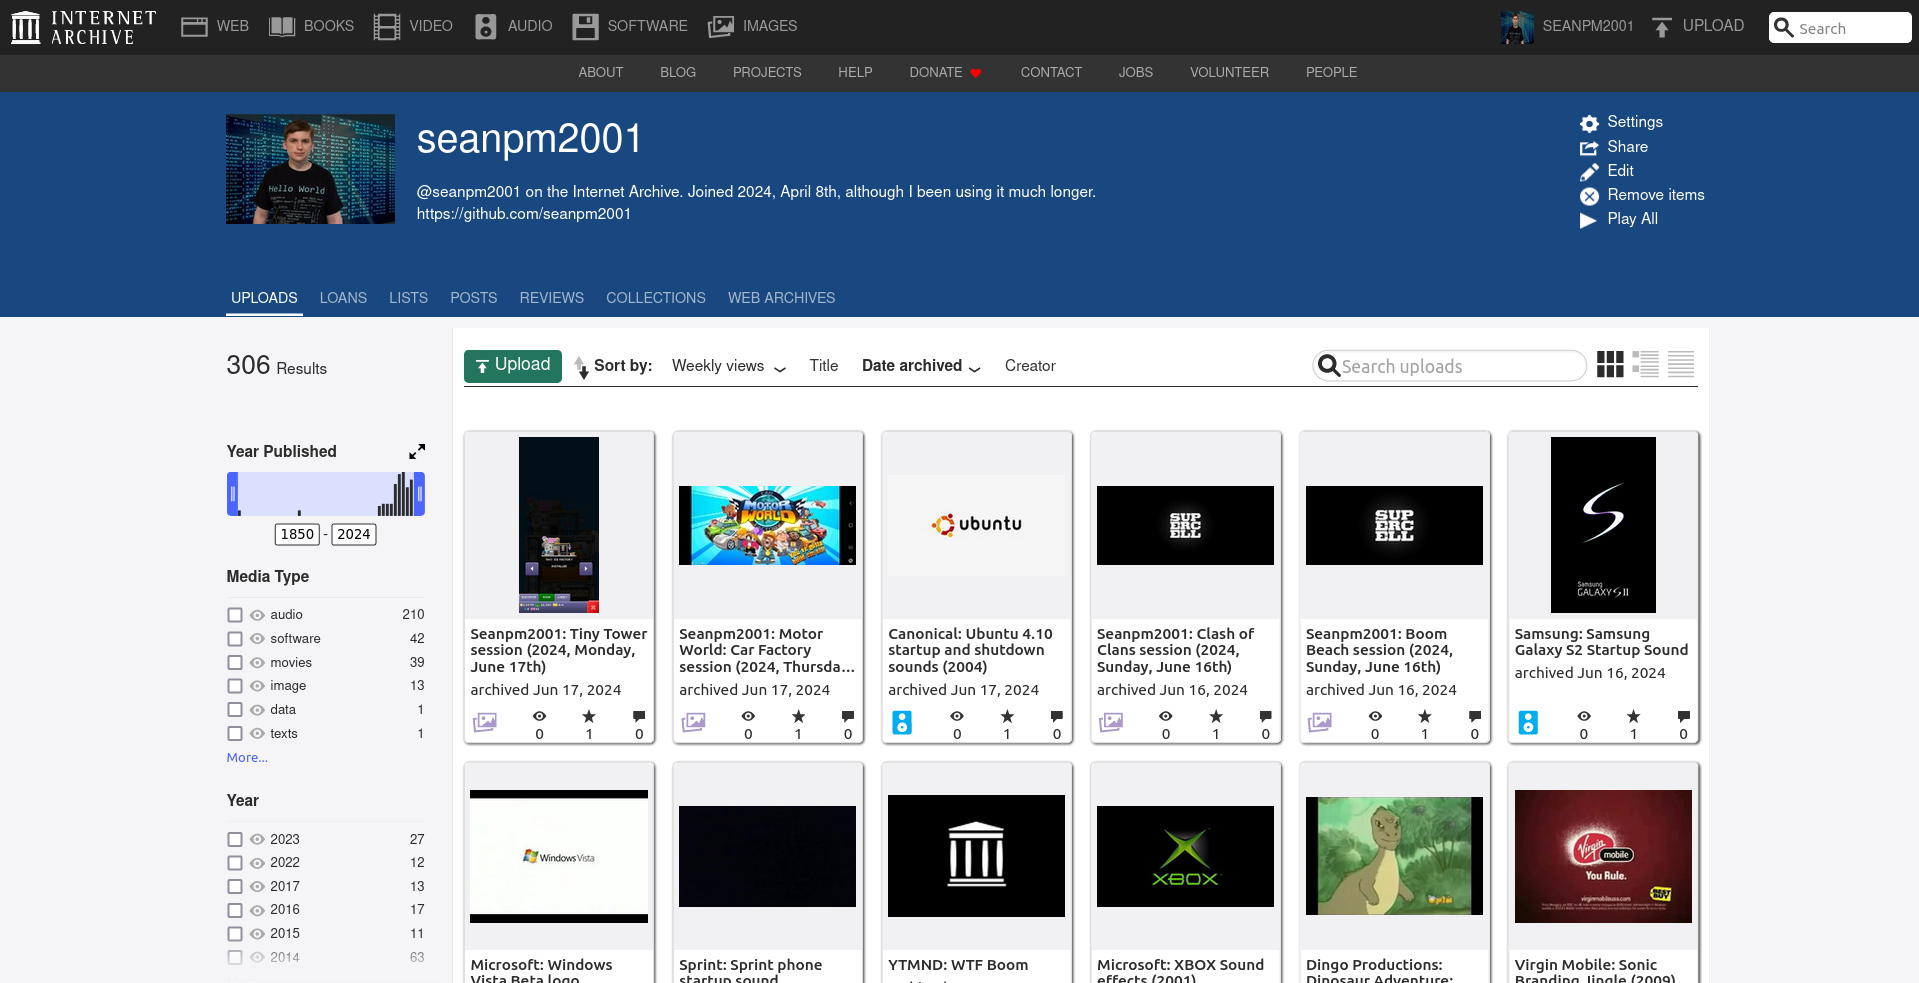 INTERNET ARCHIVE
WEB BOOKS VIDEO AUDIO SOFTWARE IMAGES SEANPM2001 UPLOAD Search
ABOUT BLOG PROJECTS HELP DONATE CONTACT JOBS VOLUNTEER PEOPLE
Hello World
seanpm2001
@seanpm2001 on the Internet Archive. Joined 2024, April 8th, although I been using it much longer.
https://github.com/seanpm2001
Settings
Share
Edit
Remove items
Play All
UPLOADS LOANS LISTS POSTS REVIEWS COLLECTIONS WEB ARCHIVES
306 Results
Year Published
1850 - 2024
Media Type
audio 210
software 42
movies 39
image 13
data 1
texts 1
More...
Year
2023 27
2022 12
2017 13
2016 17
2015 11
2014 63
Upload Sort by: Weekly views Title Date archived Creator Search uploads
Seanpm2001: Tiny Tower
session (2024, Monday,
June 17th)
archived Jun 17, 2024
0 1 0
MOTOR
WORLD
Seanpm2001: Motor
World: Car Factory
session (2024, Thursda...
archived Jun 17, 2024
0 1 0
ubuntu
Canonical: Ubuntu 4.10
startup and shutdown
sounds (2004)
archived Jun 17, 2024
0 1 0
SUP
ERC
ELL
Seanpm2001: Clash of
Clans session (2024,
Sunday, June 16th)
archived Jun 16, 2024
0 1 0
SUP
ERC
ELL
Seanpm2001: Boom
Beach session (2024,
Sunday, June 16th)
archived Jun 16, 2024
0 1 0
S
Samsung
GALAXY S II
Samsung: Samsung
Galaxy S2 Startup Sound
archived Jun 16, 2024
0 1 0
Windows Vista
Microsoft: Windows
Vista Beta logo
Sprint: Sprint phone
startup sound
YTMND: WTF Boom
XBOX
Microsoft: XBOX Sound
effects (2001)
Dingo Productions:
Dinosaur Adventure:
Virgin mobile
You Rule.
virginmobileusa.com
BEST BUY
Virgin Mobile: Sonic
Branding Jingle (2009)